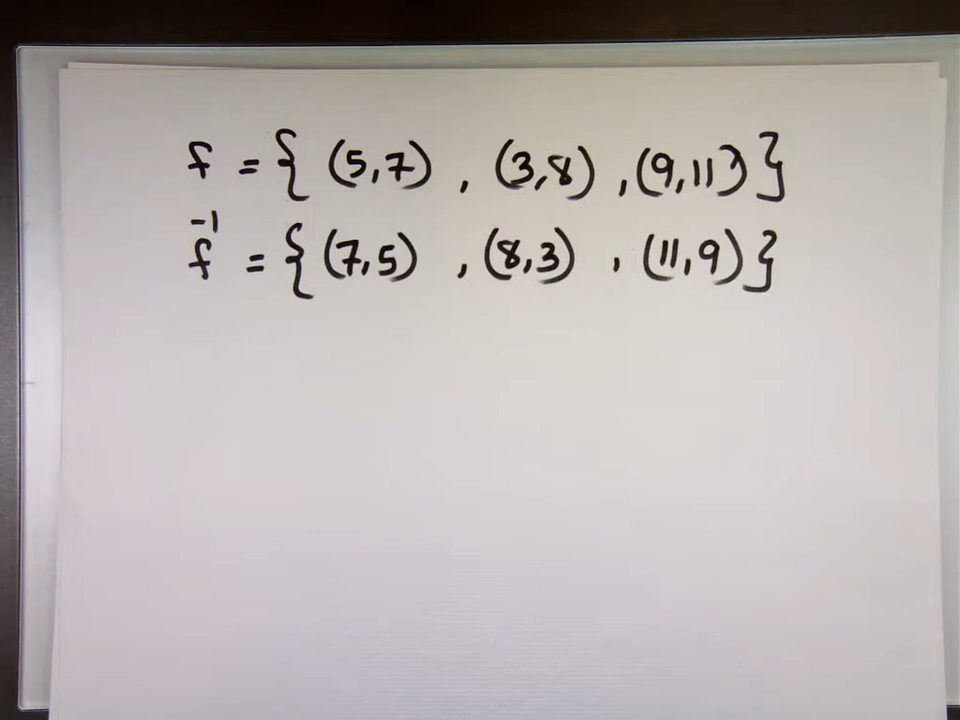 f = { (5,7) , (3,8) , (9,11) }
f⁻¹ = { (7,5) , (8,3) , (11,9) }